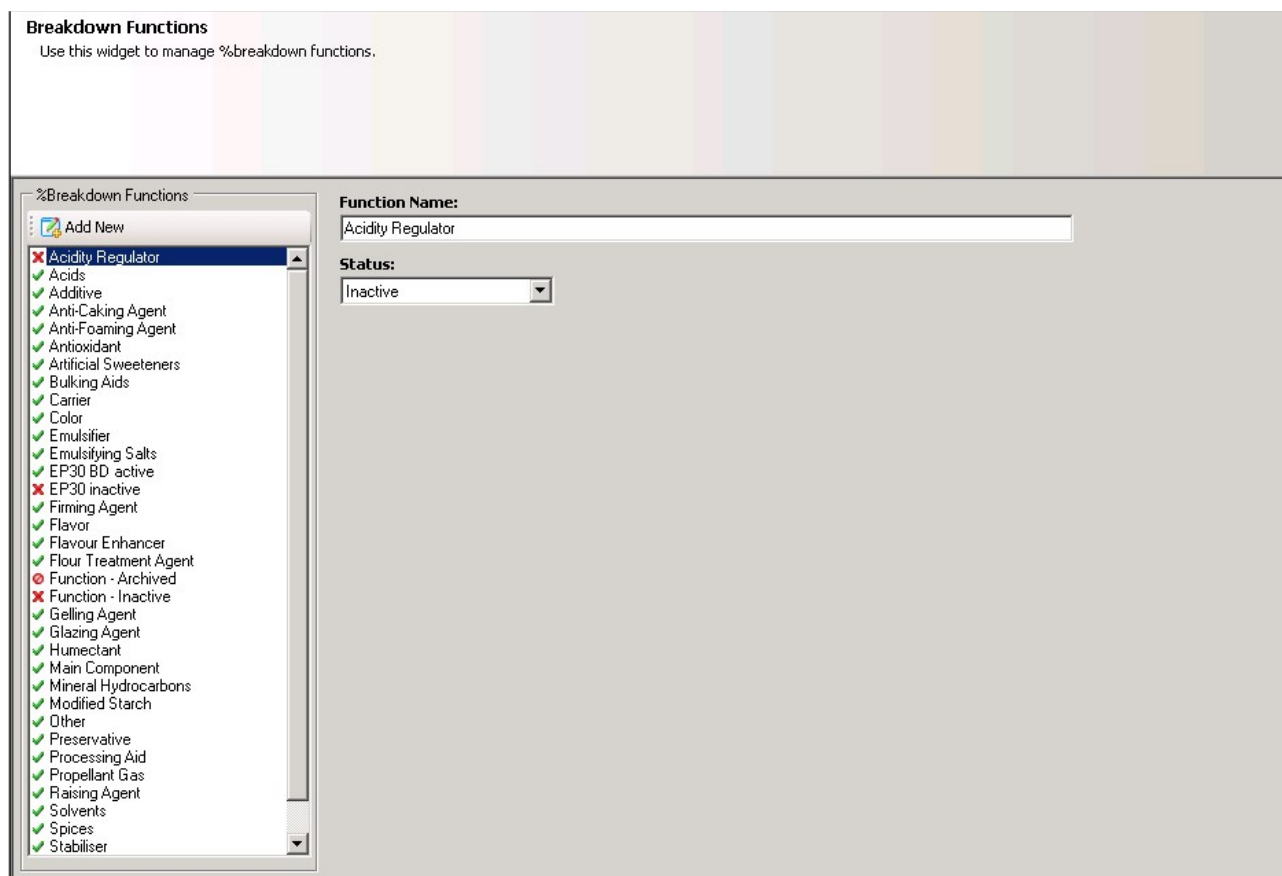 Breakdown Functions
Use this widget to manage %breakdown functions.
%Breakdown Functions
Add New
Acidity Regulator
Acids
Additive
Anti-Caking Agent
Anti-Foaming Agent
Antioxidant
Artificial Sweeteners
Bulking Aids
Carrier
Color
Emulsifier
Emulsifying Salts
EP30 BD active
EP30 inactive
Firming Agent
Flavor
Flavour Enhancer
Flour Treatment Agent
Function - Archived
Function - Inactive
Gelling Agent
Glazing Agent
Humectant
Main Component
Mineral Hydrocarbons
Modified Starch
Other
Preservative
Processing Aid
Propellant Gas
Raising Agent
Solvents
Spices
Stabiliser
Function Name:
Acidity Regulator
Status:
Inactive